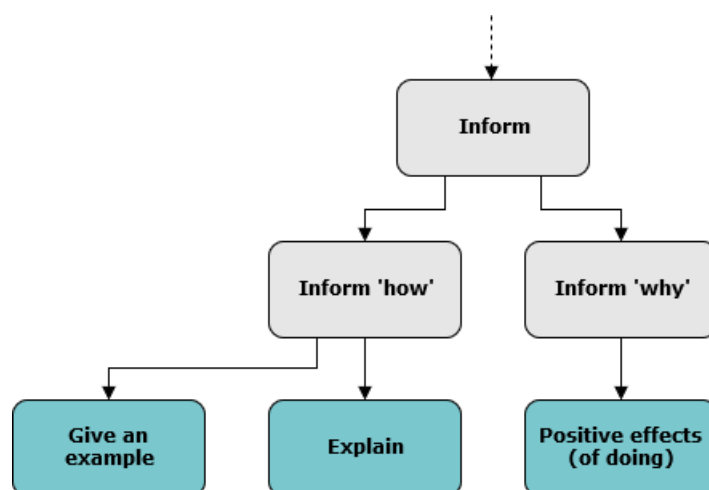 Inform
Inform 'how'
Inform 'why'
Give an
example
Explain
Positive effects
(of doing)